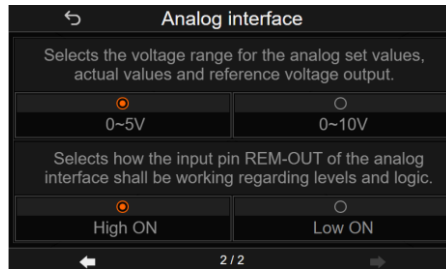 Analog interface
Selects the voltage range for the analog set values,
actual values and reference voltage output.
0~5V
0~10V
Selects how the input pin REM-OUT of the analog
interface shall be working regarding levels and logic.
High ON
Low ON
2/2